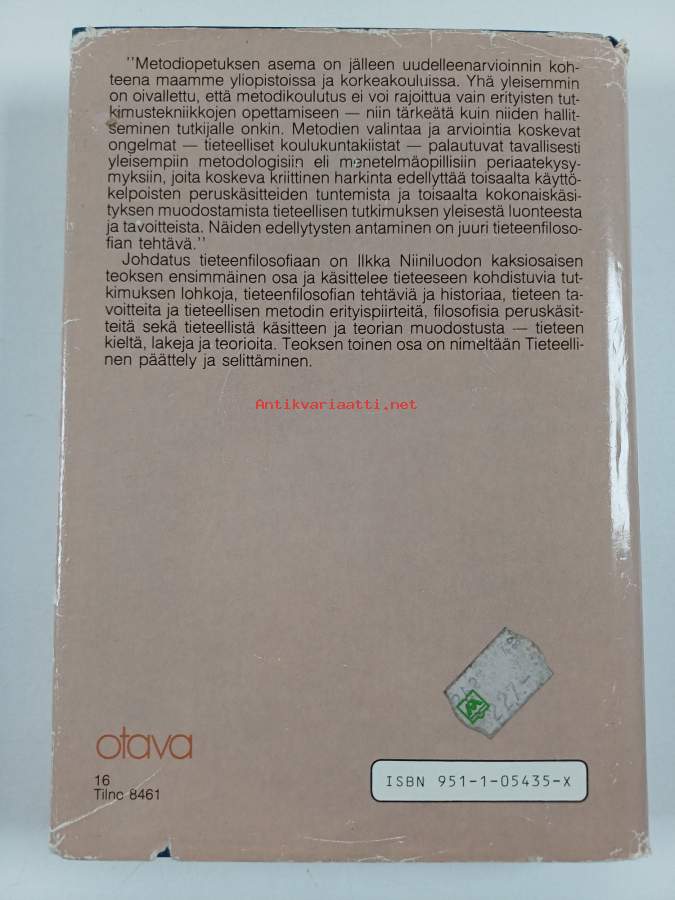 "Metodiopetuksen asema on jälleen uudelleenarvioinnin koh-
teena maamme yliopistoissa ja korkeakouluissa. Yhä yleisemmin
on oivallettu, että metodikoulutus ei voi rajoittua vain erityisten tut-
kimustekniikkojen opettamiseen — niin tärkeätä kuin niiden hallit-
seminen tutkijalle onkin. Metodien valintaa ja arviointia koskevat
ongelmat — tieteelliset koulukuntakiistat — palautuvat tavallisesti
yleisempiin metodologisiin eli menetelmäopillisiin periaatekysy-
myksiin, joita koskeva kriittinen harkinta edellyttää toisaalta käyttö-
kelpoisten peruskäsitteiden tuntemista ja toisaalta kokonaiskäsi-
tyksen muodostamista tieteellisen tutkimuksen yleisestä luonteesta
ja tavoitteista. Näiden edellytysten antaminen on juuri tieteenfiloso-
fian tehtävä."
Johdatus tieteenfilosofiaan on Ilkka Niiniluodon kaksiosaisen
teoksen ensimmäinen osa ja käsittelee tieteeseen kohdistuvia tut-
kimuksen lohkoja, tieteenfilosofian tehtäviä ja historiaa, tieteen ta-
voitteita ja tieteellisen metodin erityispiirteitä, filosofisia peruskäsit-
teitä sekä tieteellistä käsitteen ja teorian muodostusta — tieteen
kieltä, lakeja ja teorioita. Teoksen toinen osa on nimeltään Tieteelli-
nen päättely ja selittäminen.
Antikvariaatti.net
227.-
otava
16
Tilno 8461
ISBN 951-1-05435-X